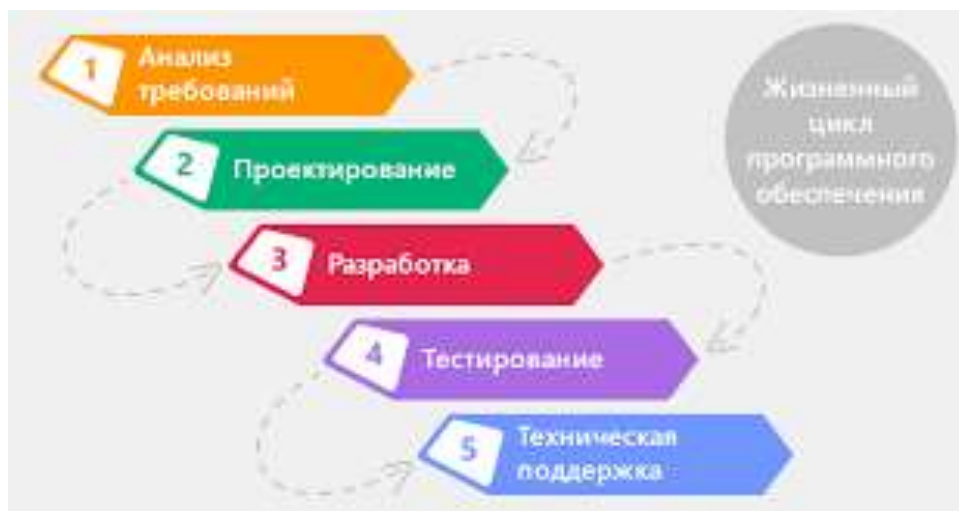 1
Анализ
требований
2
Проектирование
3
Разработка
4
Тестирование
5
Техническая
поддержка
Жизненный
цикл
программного
обеспечения